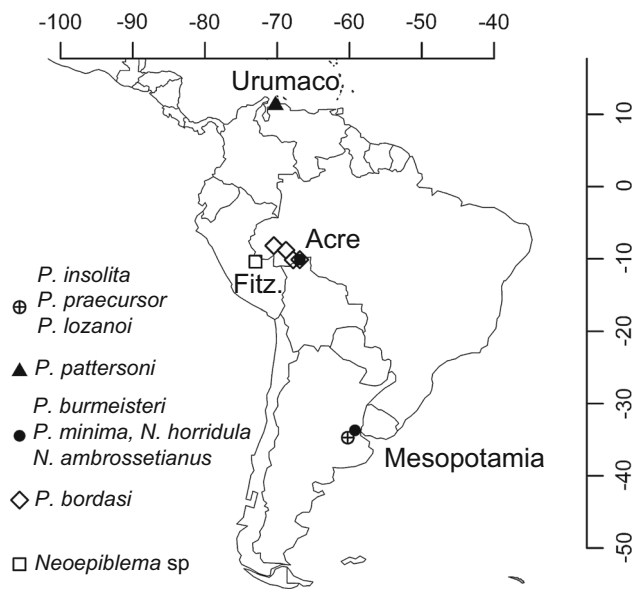 -100 -90 -80 -70 -60 -50 -40
Urumaco
10
0
Acre
-10
Fitz.
P. insolita
P. praecursor
P. lozanoi
-20
P. pattersoni
-30
P. burmeisteri
P. minima, N. horridula
N. ambrossetianus
Mesopotamia
-40
P. bordasi
-50
Neoepiblema sp